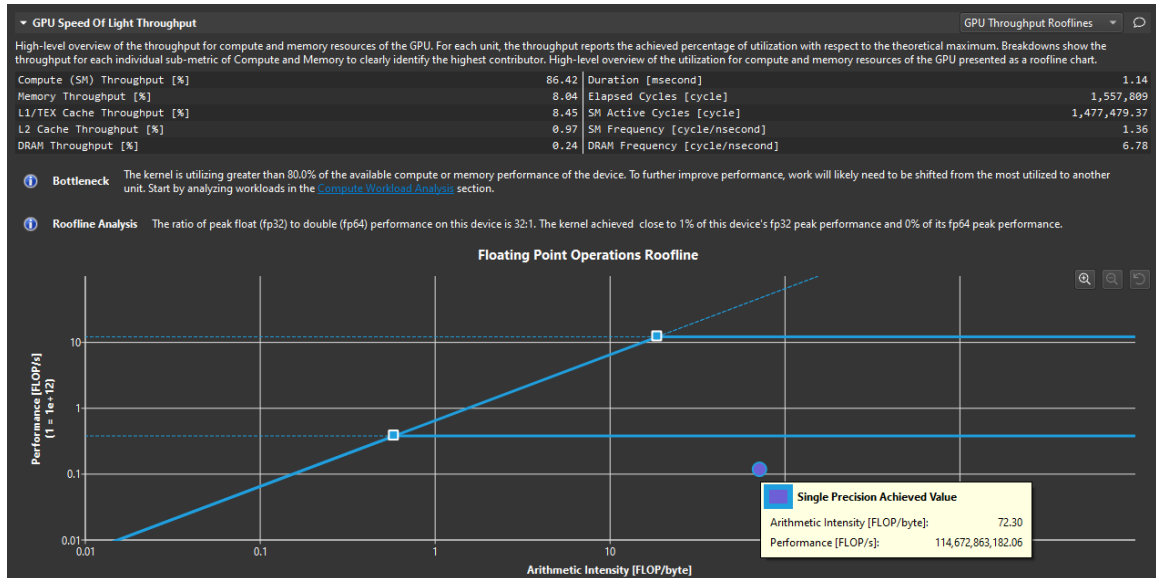 GPU Speed Of Light Throughput
GPU Throughput Rooflines
High-level overview of the throughput for compute and memory resources of the GPU. For each unit, the throughput reports the achieved percentage of utilization with respect to the theoretical maximum. Breakdowns show the
throughput for each individual sub-metric of Compute and Memory to clearly identify the highest contributor. High-level overview of the utilization for compute and memory resources of the GPU presented as a roofline chart.
Compute (SM) Throughput [%] 86.42 Duration [msecond] 1.14
Memory Throughput [%] 8.04 Elapsed Cycles [cycle] 1,557,809
L1/TEX Cache Throughput [%] 8.45 SM Active Cycles [cycle] 1,477,479.37
L2 Cache Throughput [%] 0.97 SM Frequency [cycle/nsecond] 1.36
DRAM Throughput [%] 0.24 DRAM Frequency [cycle/nsecond] 6.78
Bottleneck The kernel is utilizing greater than 80.0% of the available compute or memory performance of the device. To further improve performance, work will likely need to be shifted from the most utilized to another
unit. Start by analyzing workloads in the Compute Workload Analysis section.
Roofline Analysis The ratio of peak float (fp32) to double (fp64) performance on this device is 32:1. The kernel achieved close to 1% of this device's fp32 peak performance and 0% of its fp64 peak performance.
Floating Point Operations Roofline
Performance [FLOP/s]
(1 = 1e+12)
10
1
0.1
0.01
0.01 0.1 1 10
Arithmetic Intensity [FLOP/byte]
Single Precision Achieved Value
Arithmetic Intensity [FLOP/byte]: 72.30
Performance [FLOP/s]: 114,672,863,182.06